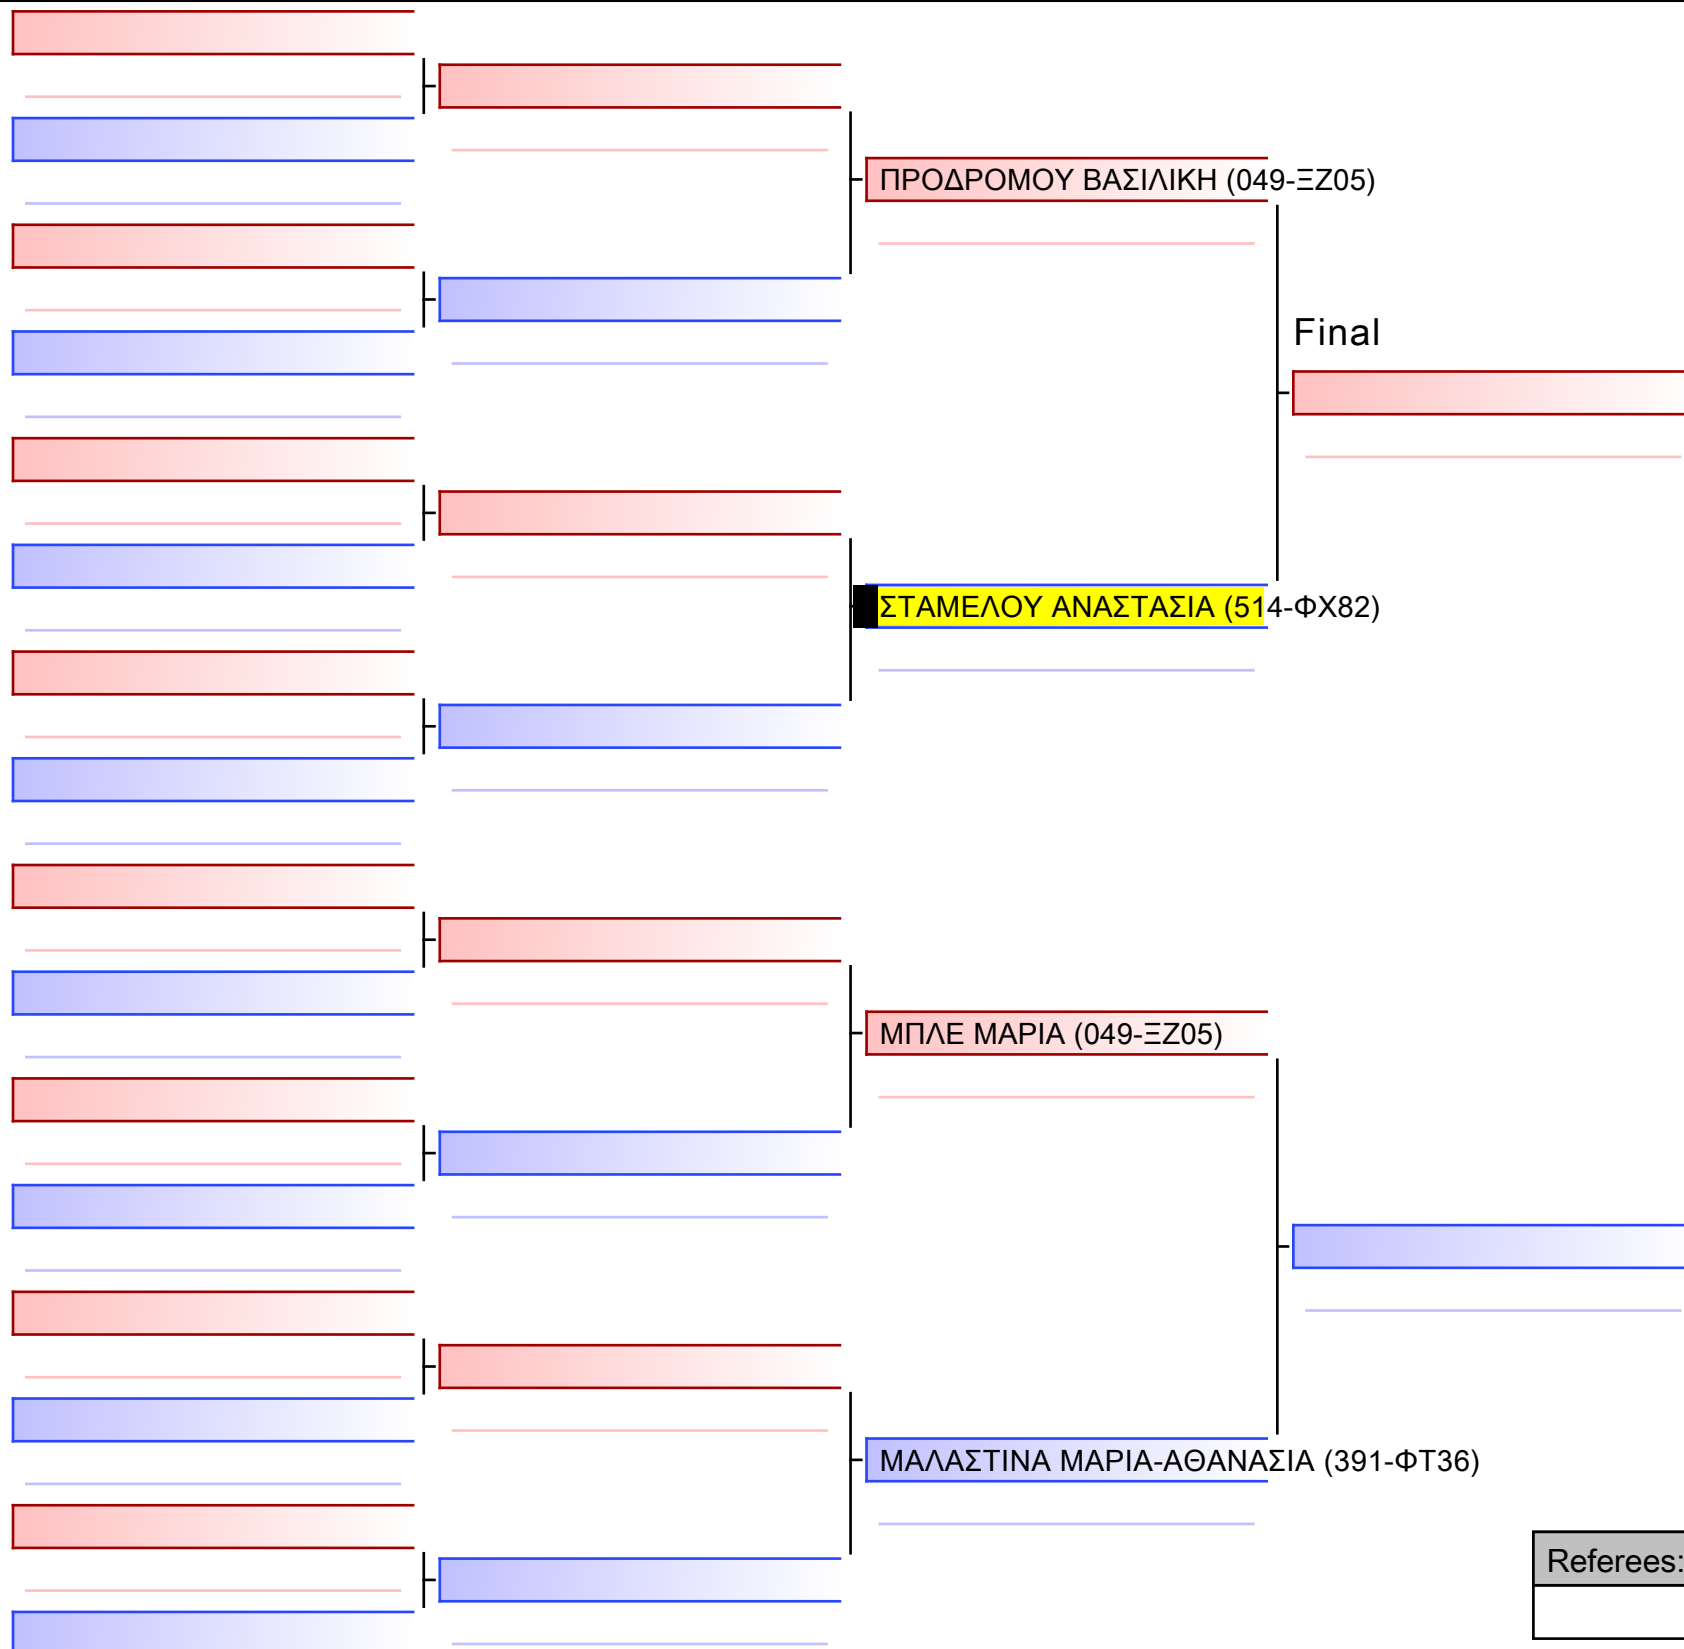 ΠΡΟΔΡΟΜΟΥ ΒΑΣΙΛΙΚΗ (049-ΞΖ05)
Final
ΣΤΑΜΕΛΟΥ ΑΝΑΣΤΑΣΙΑ (514-ΦΧ82)
ΜΠΛΕ ΜΑΡΙΑ (049-ΞΖ05)
ΜΑΛΑΣΤΙΝΑ ΜΑΡΙΑ-ΑΘΑΝΑΣΙΑ (391-ΦΤ36)
Referees: